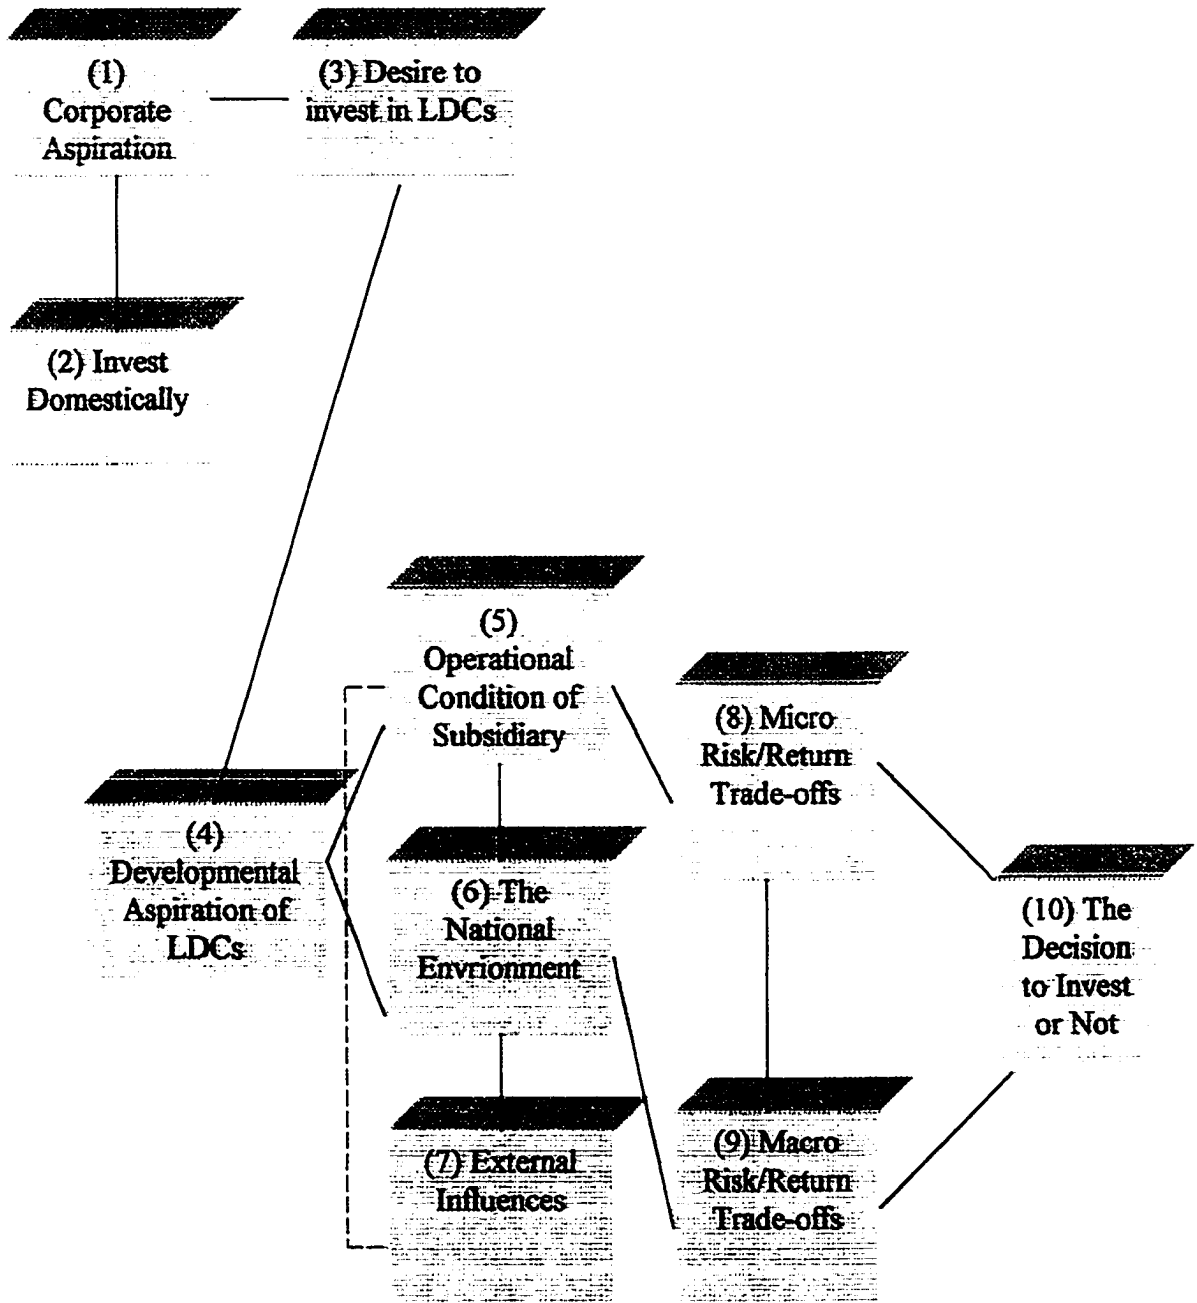 (1)
Corporate
Aspiration
(3) Desire to
invest in LDCs
(2) Invest
Domestically
(4)
Developmental
Aspiration of
LDCs
(5)
Operational
Condition of
Subsidiary
(6) The
National
Envrionment
(7) External
Influences
(8) Micro
Risk/Return
Trade-offs
(9) Macro
Risk/Return
Trade-offs
(10) The
Decision
to Invest
or Not